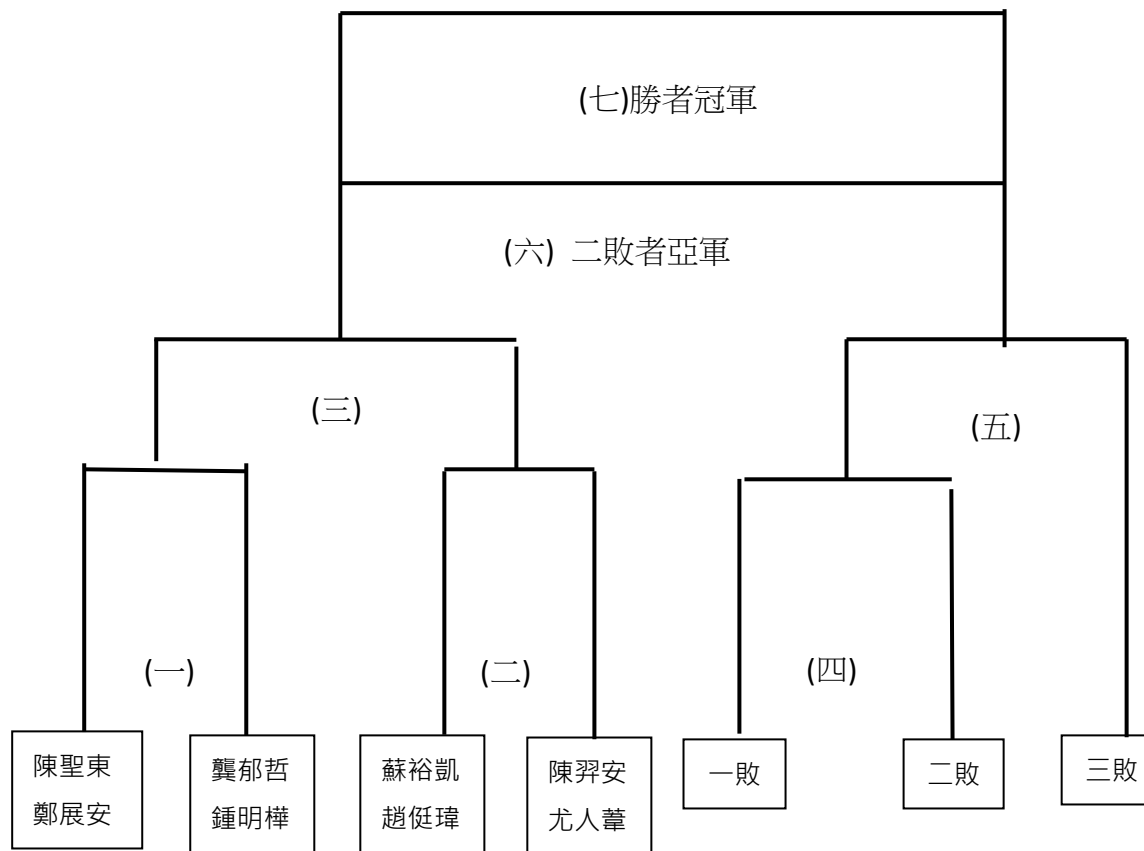 (七)勝者冠軍
(六) 二敗者亞軍
(三)
(五)
(一)
(二)
(四)
陳聖東
鄭展安
龔郁哲
鍾明樺
蘇裕凱
趙侹瑋
陳羿安
尤人葦
一敗
二敗
三敗